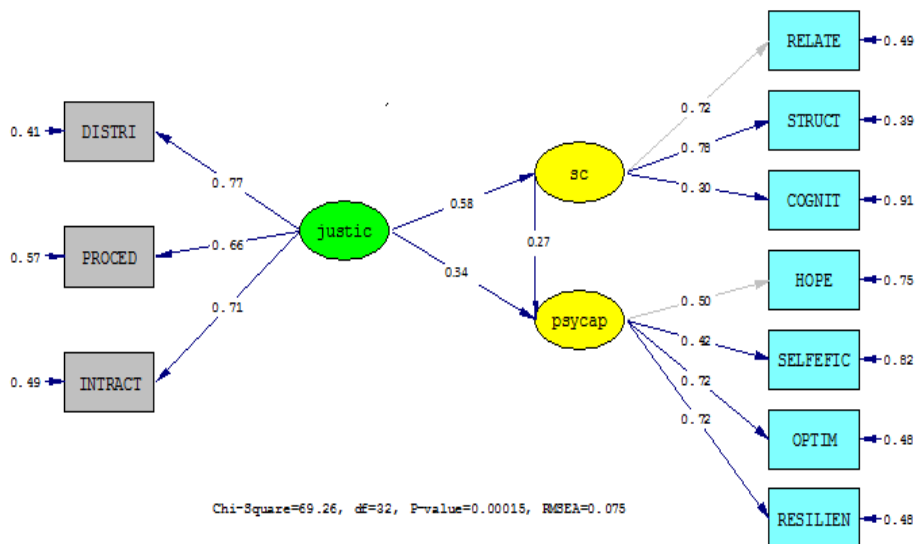 RELATE
0.49
0.72
0.41
DISTRI
STRUCT
0.39
0.78
0.77
sc
0.58
COGNIT
0.91
0.30
justic
0.57
PROCED
0.66
0.27
0.34
HOPE
0.75
0.50
0.71
psycap
0.42
SELFEFIC
0.82
0.49
INTRACT
0.72
0.72
OPTIM
0.48
Chi-Square=69.26, df=32, P-value=0.00015, RMSEA=0.075
RESILIEN
0.48